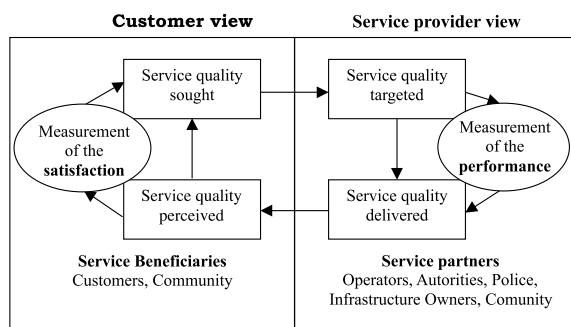 Customer view
Service provider view
Service quality
sought
Service quality
targeted
Measurement
of the
satisfaction
Measurement
of the
performance
Service quality
perceived
Service quality
delivered
Service Beneficiaries
Customers, Community
Service partners
Operators, Autorities, Police,
Infrastructure Owners, Comunity